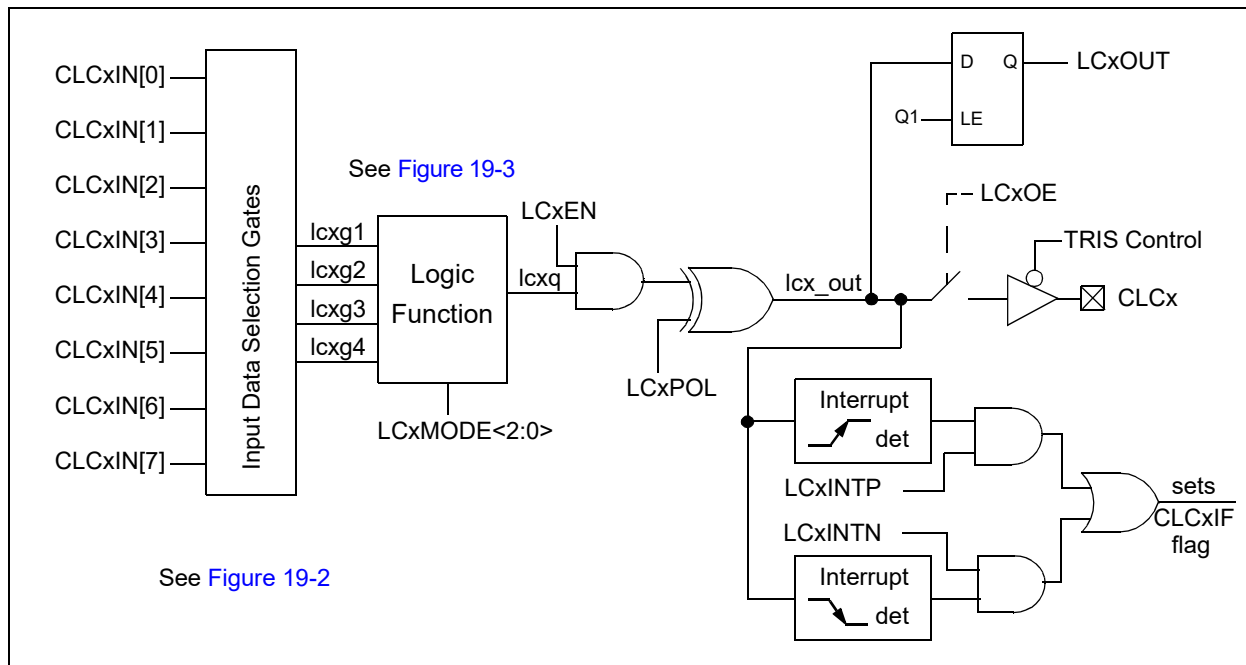 CLCxIN[0]
CLCxIN[1]
CLCxIN[2]
CLCxIN[3]
CLCxIN[4]
CLCxIN[5]
CLCxIN[6]
CLCxIN[7]
Input Data Selection Gates
See Figure 19-2
See Figure 19-3
lcxg1
lcxg2
lcxg3
lcxg4
Logic
Function
LCxMODE<2:0>
LCxEN
lcxq
LCxPOL
lcx_out
D
Q
LE
Q1
LCxOUT
LCxOE
TRIS Control
CLCx
Interrupt
det
LCxINTP
LCxINTN
Interrupt
det
sets
CLCxIF
flag